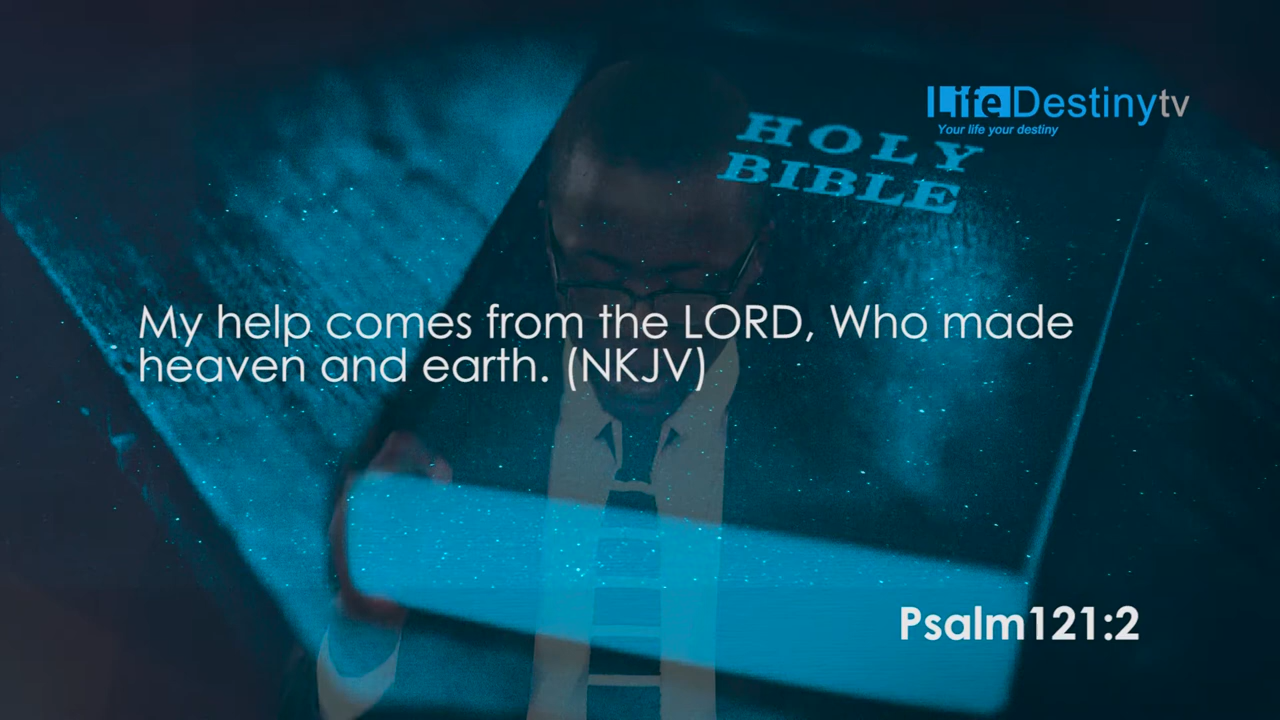 LifeDestinytv
Your life your destiny
HOLY
BIBLE
My help comes from the LORD, Who made
heaven and earth. (NKJV)
Psalm121:2